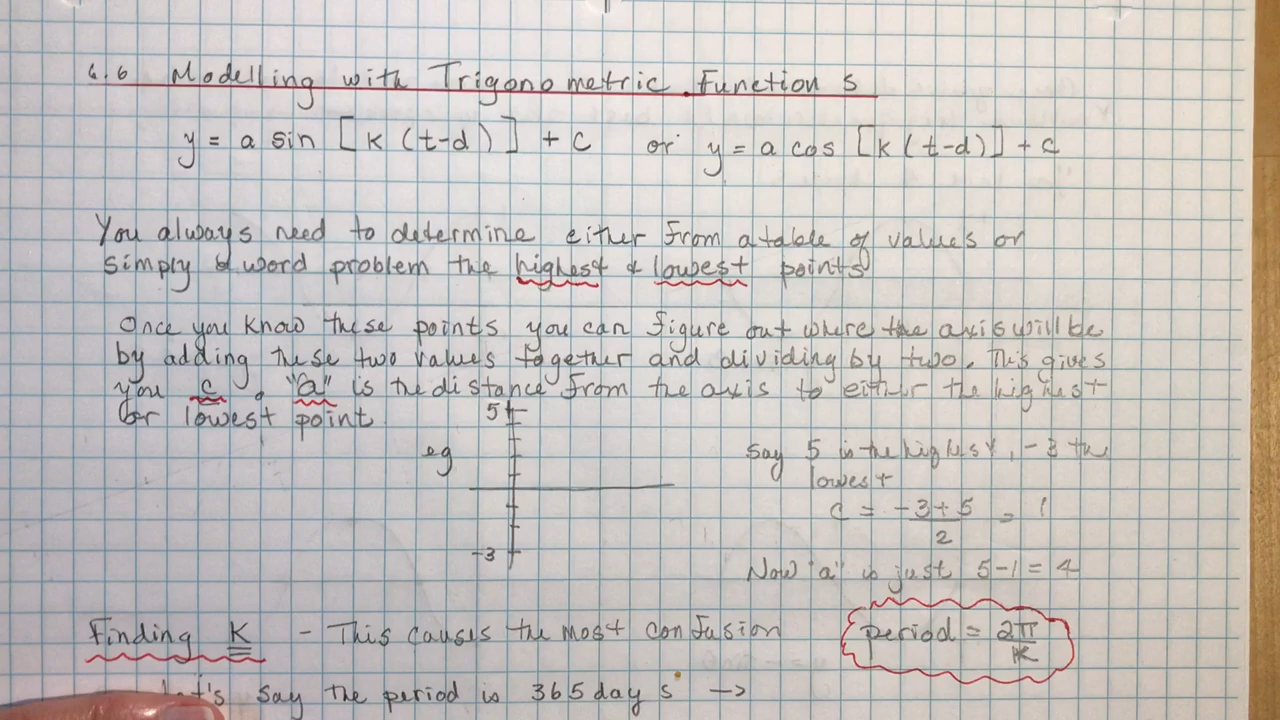 6.6 Modelling with Trigonometric Functions
y = a sin [k (t-d)] + c or y = a cos [k (t-d)] + c
You always need to determine either from a table of values or
simply a word problem the highest & lowest points
Once you know these points you can figure out where the axis will be
by adding these two values together and dividing by two. This gives
you c. "a" is the distance from the axis to either the highest
or lowest point.
5
eg
-3
Say 5 is the highest, -3 the
lowest
c = -3+5 / 2 = 1
Now "a" is just 5-1 = 4
Finding K - This causes the most confusion
period = 2π / K
Let's say the period is 365 days →